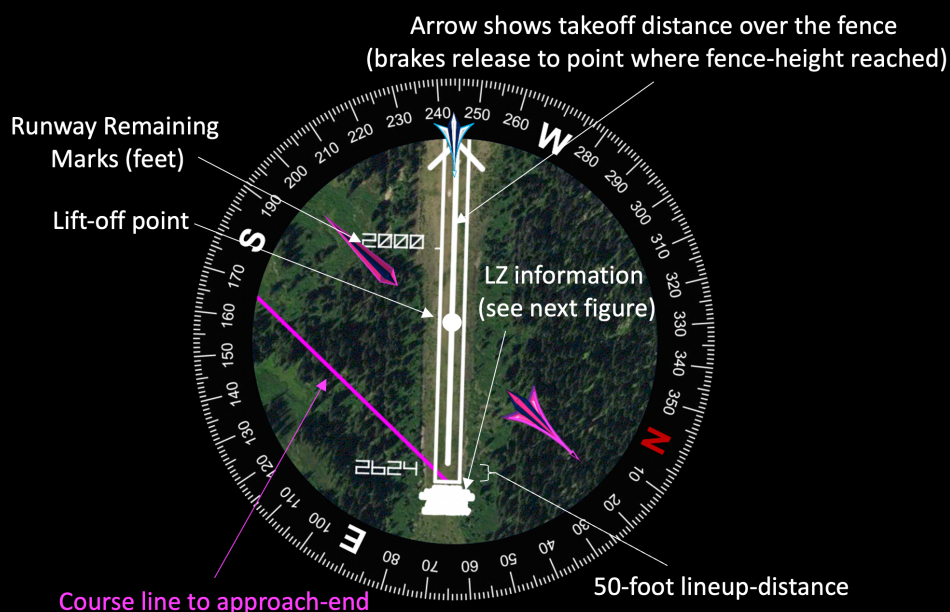 Arrow shows takeoff distance over the fence
(brakes release to point where fence-height reached)
Runway Remaining
Marks (feet)
Lift-off point
LZ information
(see next figure)
2000
2624
50-foot lineup-distance
Course line to approach-end
240
250
260
W
280
290
300
310
320
330
340
350
N
10
20
30
40
50
60
70
80
E
100
110
120
130
140
150
160
170
S
190
200
210
220
230